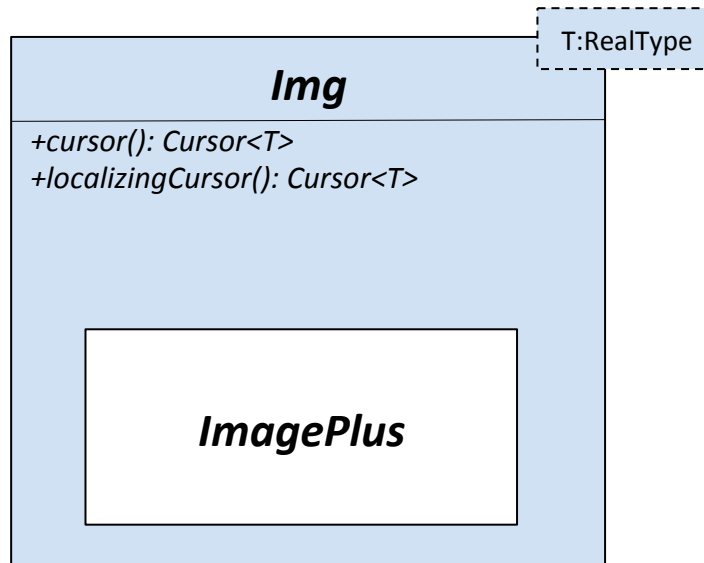 T:RealType
Img
+cursor(): Cursor<T>
+localizingCursor(): Cursor<T>
ImagePlus